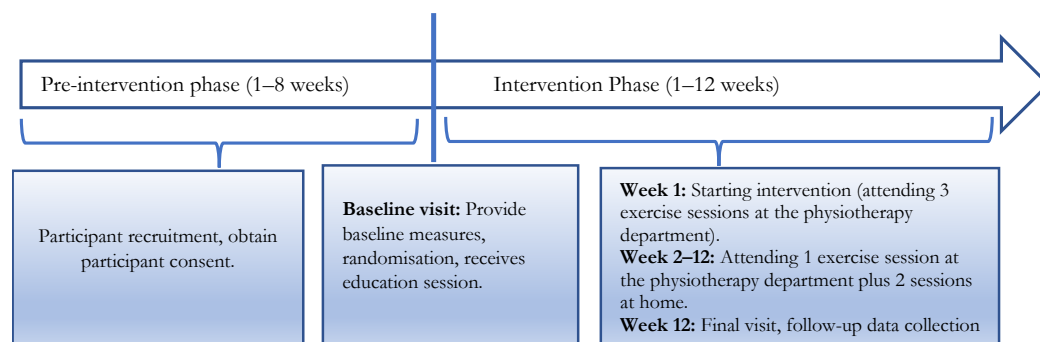 Pre-intervention phase (1–8 weeks)
Intervention Phase (1–12 weeks)
Participant recruitment, obtain
participant consent.
Baseline visit: Provide
baseline measures,
randomisation, receives
education session.
Week 1: Starting intervention (attending 3
exercise sessions at the physiotherapy
department).
Week 2–12: Attending 1 exercise session at
the physiotherapy department plus 2 sessions
at home.
Week 12: Final visit, follow-up data collection